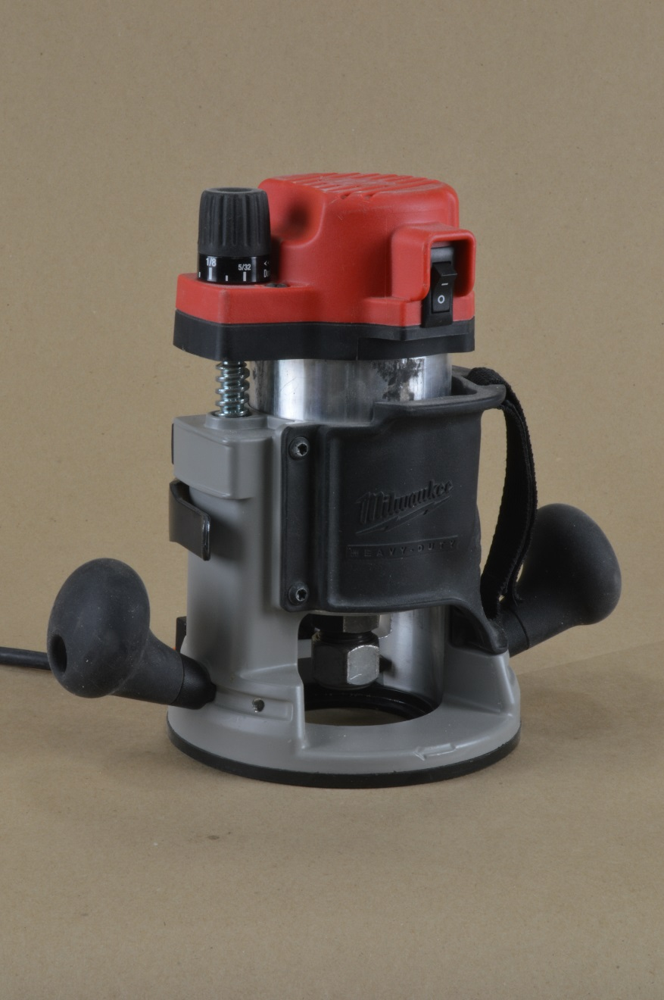 1/8 5/32
I
O
Milwaukee
HEAVY-DUTY